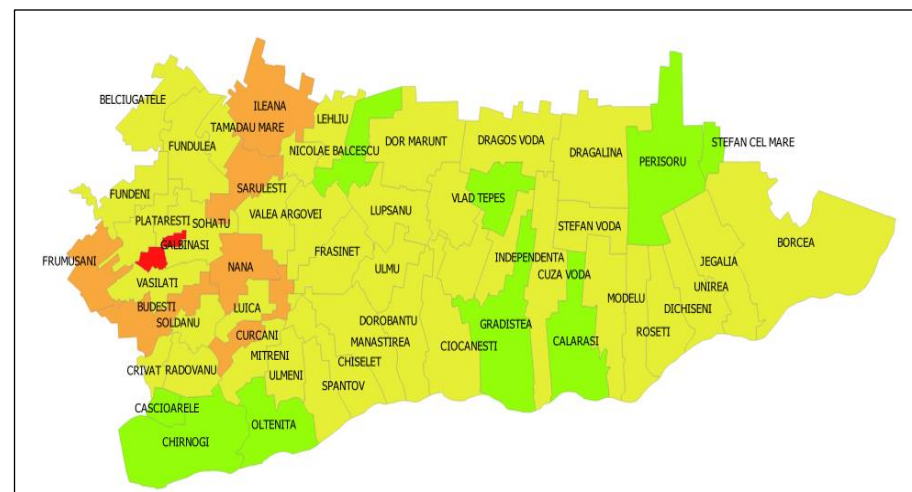 BELCIUGATELE
ILEANA
TAMADAU MARE
LEHLIU
FUNDULEA
NICOLAE BALCESCU
DOR MARUNT
DRAGOS VODA
DRAGALINA
PERISORU
STEFAN CEL MARE
FUNDENI
SARULESTI
VLAD TEPES
PLATARESTI
SOHATU
VALEA ARGOVEI
LUPSANU
STEFAN VODA
GALBINASI
FRASINET
INDEPENDENTA
BORCEA
FRUMUSANI
NANA
ULMU
CUZA VODA
JEGALIA
VASILATI
UNIREA
BUDESTI
LUICA
MODELU
DICHISENI
SOLDANU
DOROBANTU
GRADISTEA
CURCANI
MANASTIREA
CIOCANESTI
CALARASI
ROSETI
MITRENI
CHISELET
CRIVAT
RADOVANU
ULMENI
SPANTOV
CASCIOARELE
OLTENITA
CHIRNOGI